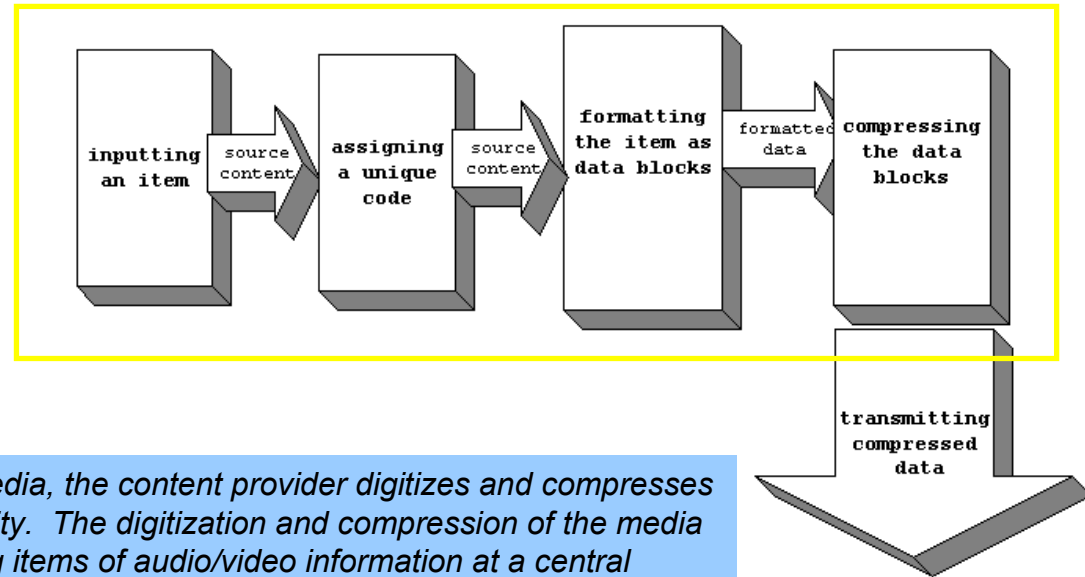 inputting
an item
source
content
assigning
a unique
code
source
content
formatting
the item as
data blocks
formatted
data
compressing
the data
blocks
transmitting
compressed
data
the content provider digitizes and compresses
The digitization and compression of the media
items of audio/video information at a central